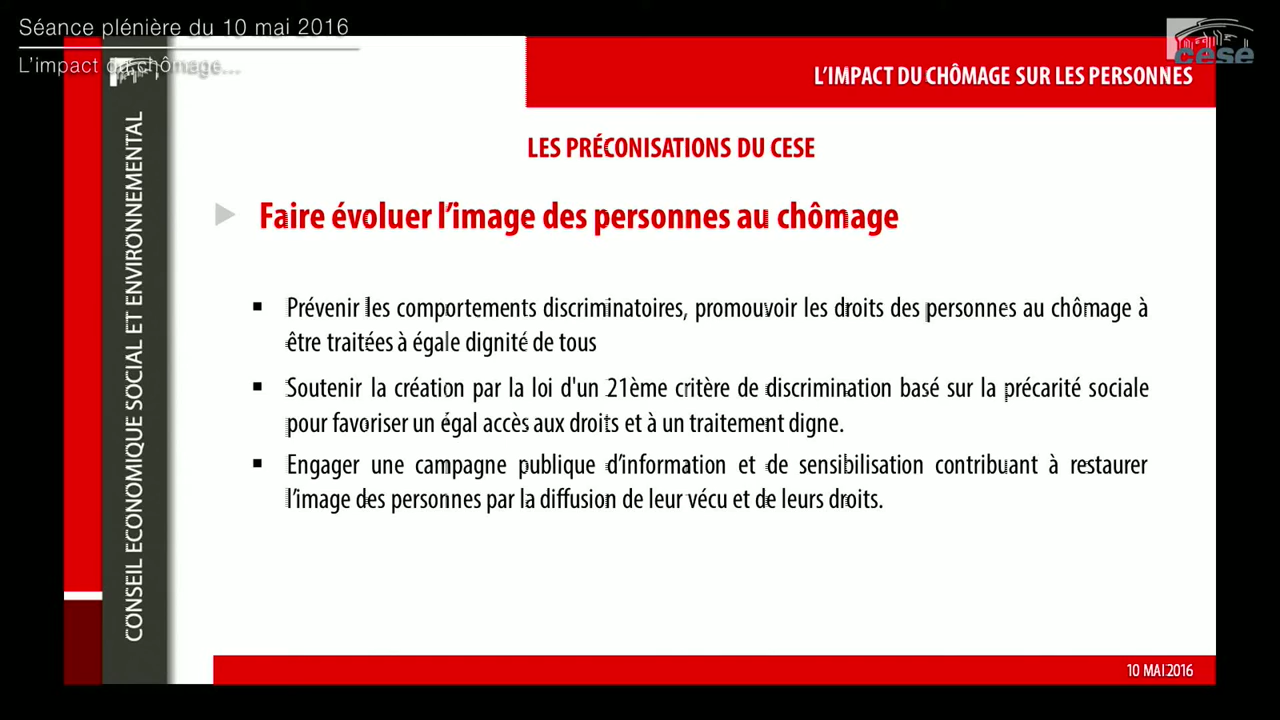 Séance plénière du 10 mai 2016
L'impact du chômage...
cese
L'IMPACT DU CHÔMAGE SUR LES PERSONNES
CONSEIL ECONOMIQUE SOCIAL ET ENVIRONNEMENTAL
LES PRÉCONISATIONS DU CESE
Faire évoluer l'image des personnes au chômage
▪ Prévenir les comportements discriminatoires, promouvoir les droits des personnes au chômage à
être traitées à égale dignité de tous
▪ Soutenir la création par la loi d'un 21ème critère de discrimination basé sur la précarité sociale
pour favoriser un égal accès aux droits et à un traitement digne.
▪ Engager une campagne publique d'information et de sensibilisation contribuant à restaurer
l'image des personnes par la diffusion de leur vécu et de leurs droits.
10 MAI 2016